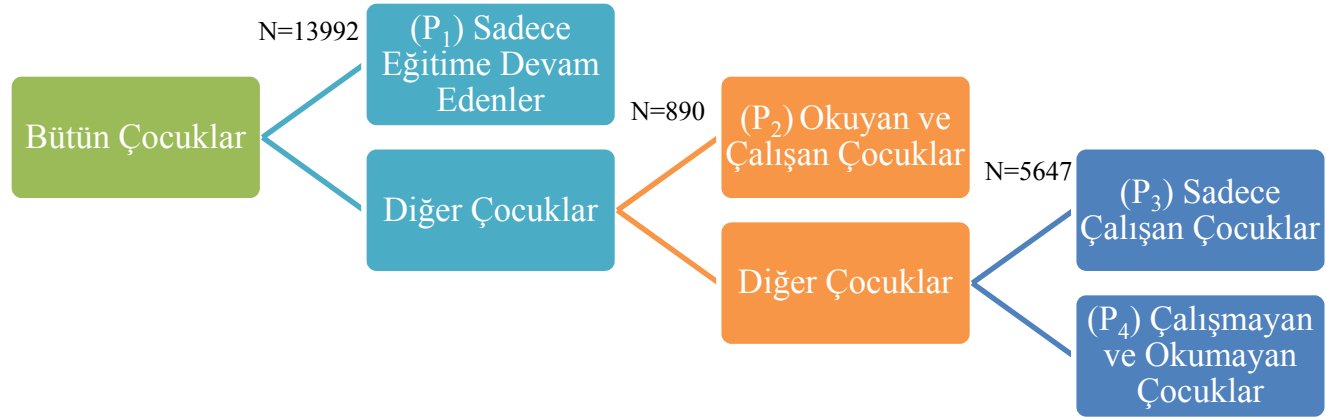 N=13992
(P₁) Sadece
Eğitime Devam
Edenler
Bütün Çocuklar
Diğer Çocuklar
N=890
(P₂) Okuyan ve
Çalışan Çocuklar
Diğer Çocuklar
N=5647
(P₃) Sadece
Çalışan Çocuklar
(P₄) Çalışmayan
ve Okumayan
Çocuklar